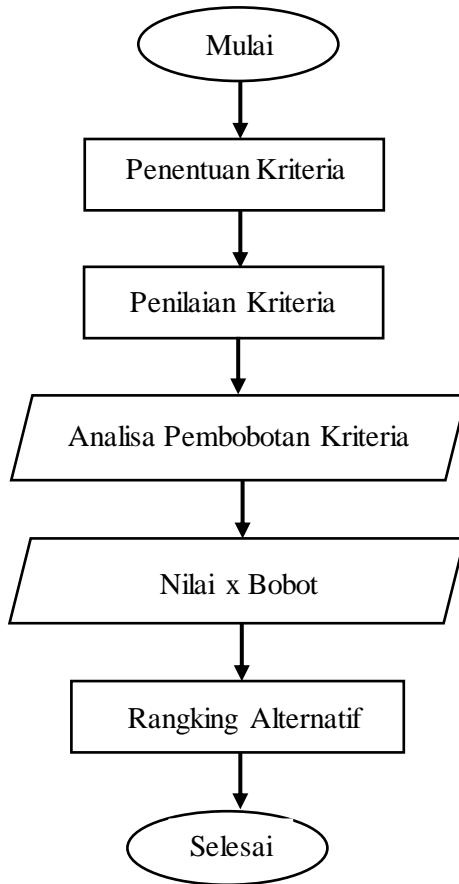 Mulai
Penentuan Kriteria
Penilaian Kriteria
Analisa Pembobotan Kriteria
Nilai x Bobot
Rangking Alternatif
Selesai